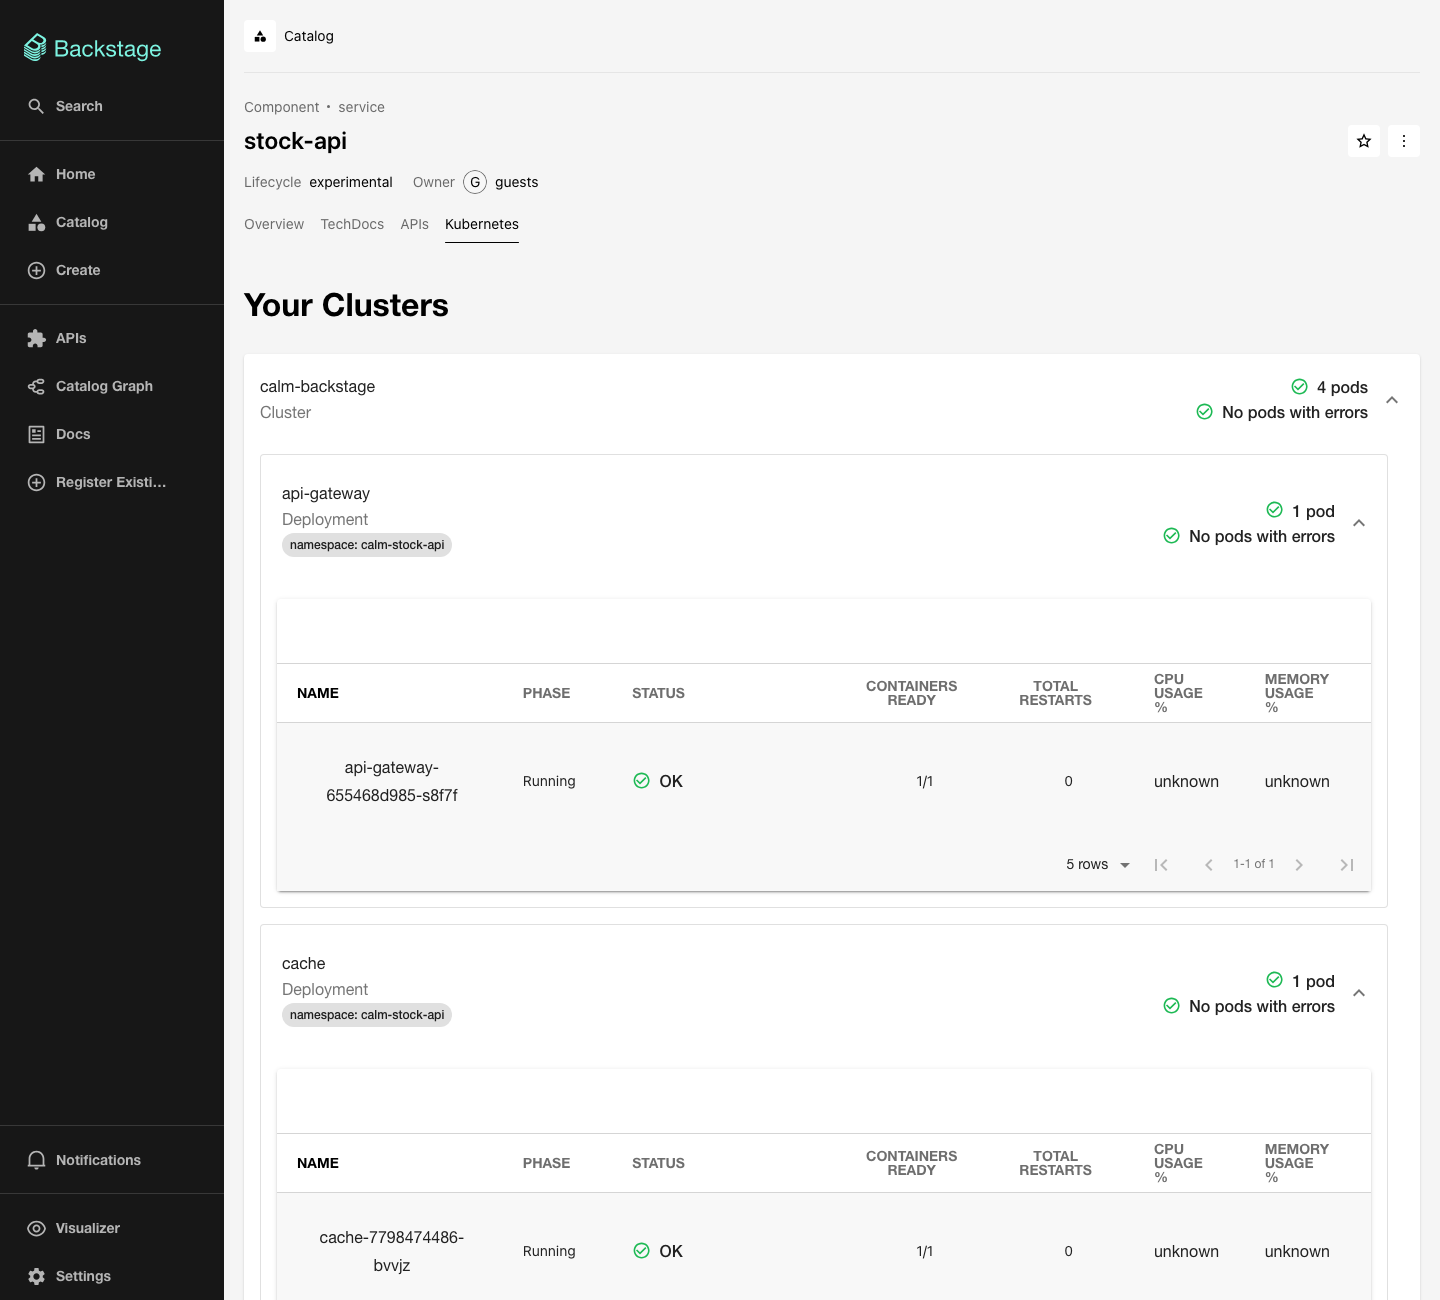 Backstage
Search
Home
Catalog
Create
APIs
Catalog Graph
Docs
Register Existi...
Notifications
Visualizer
Settings
Catalog
Component • service
stock-api
Lifecycle experimental Owner G guests
Overview TechDocs APIs Kubernetes
Your Clusters
calm-backstage
Cluster
4 pods
No pods with errors
api-gateway
Deployment
namespace: calm-stock-api
1 pod
No pods with errors
NAME PHASE STATUS CONTAINERS READY TOTAL RESTARTS CPU USAGE % MEMORY USAGE %
api-gateway-
655468d985-s8f7f
Running OK 1/1 0 unknown unknown
5 rows 1-1 of 1
cache
Deployment
namespace: calm-stock-api
1 pod
No pods with errors
NAME PHASE STATUS CONTAINERS READY TOTAL RESTARTS CPU USAGE % MEMORY USAGE %
cache-7798474486-
bvvjz
Running OK 1/1 0 unknown unknown